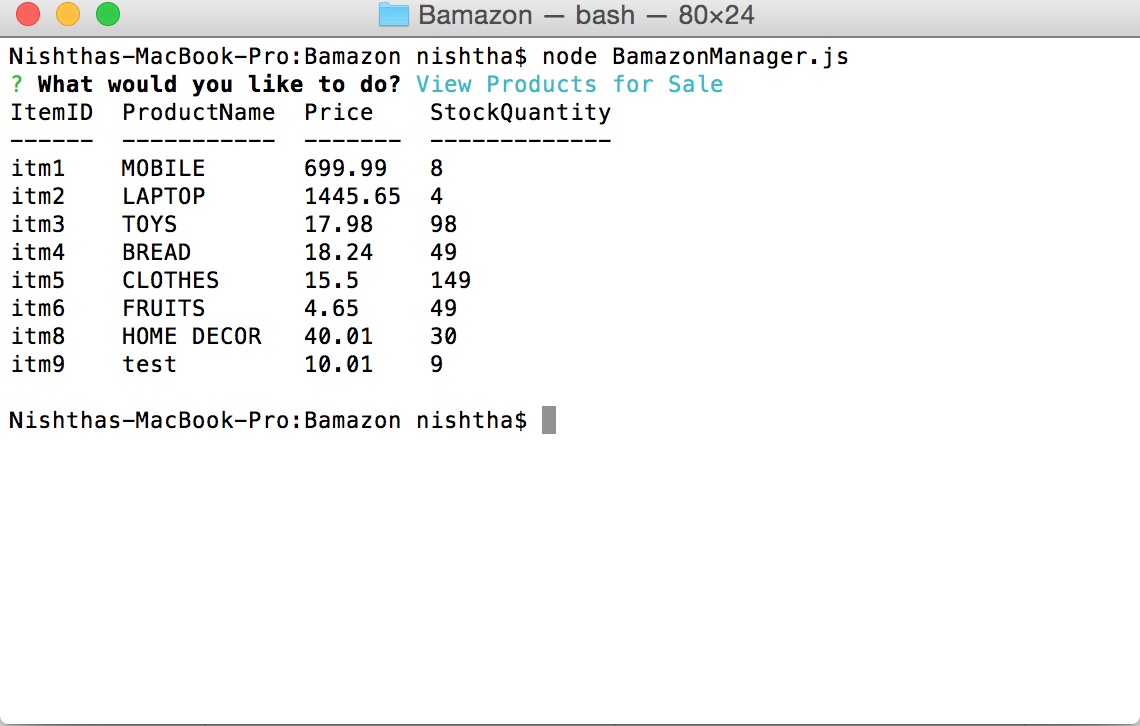 Bamazon — bash — 80×24
Nishthas-MacBook-Pro:Bamazon nishtha$ node BamazonManager.js
? What would you like to do? View Products for Sale
ItemID  ProductName  Price    StockQuantity
------  -----------  -------  -------------
itm1    MOBILE       699.99   8
itm2    LAPTOP       1445.65  4
itm3    TOYS         17.98    98
itm4    BREAD        18.24    49
itm5    CLOTHES      15.5     149
itm6    FRUITS       4.65     49
itm8    HOME DECOR   40.01    30
itm9    test         10.01    9
Nishthas-MacBook-Pro:Bamazon nishtha$